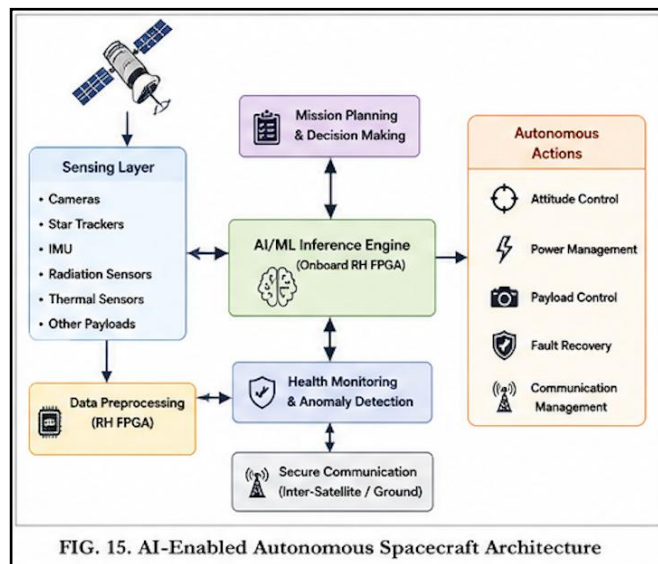 Mission Planning
& Decision Making
Sensing Layer
• Cameras
• Star Trackers
• IMU
• Radiation Sensors
• Thermal Sensors
• Other Payloads
AI/ML Inference Engine
(Onboard RH FPGA)
Autonomous
Actions
Attitude Control
Power Management
Payload Control
Fault Recovery
Communication
Management
Data Preprocessing
(RH FPGA)
Health Monitoring
& Anomaly Detection
Secure Communication
(Inter-Satellite / Ground)
FIG. 15. AI-Enabled Autonomous Spacecraft Architecture